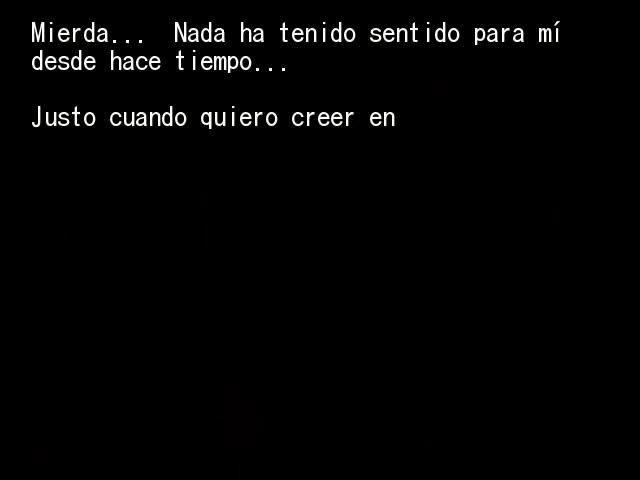 Mierda...  Nada ha tenido sentido para mí
desde hace tiempo...
Justo cuando quiero creer en